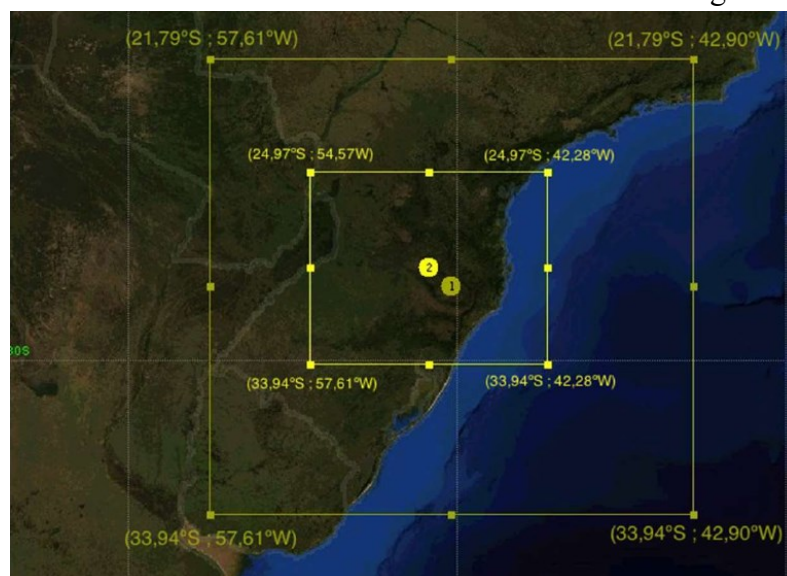 (21,79°S ; 57,61°W) (21,79°S ; 42,90°W)
(24,97°S ; 54,57W) (24,97°S ; 42,28°W)
2
1
30S
(33,94°S ; 57,61°W) (33,94°S ; 42,28°W)
(33,94°S ; 57,61°W) (33,94°S ; 42,90°W)